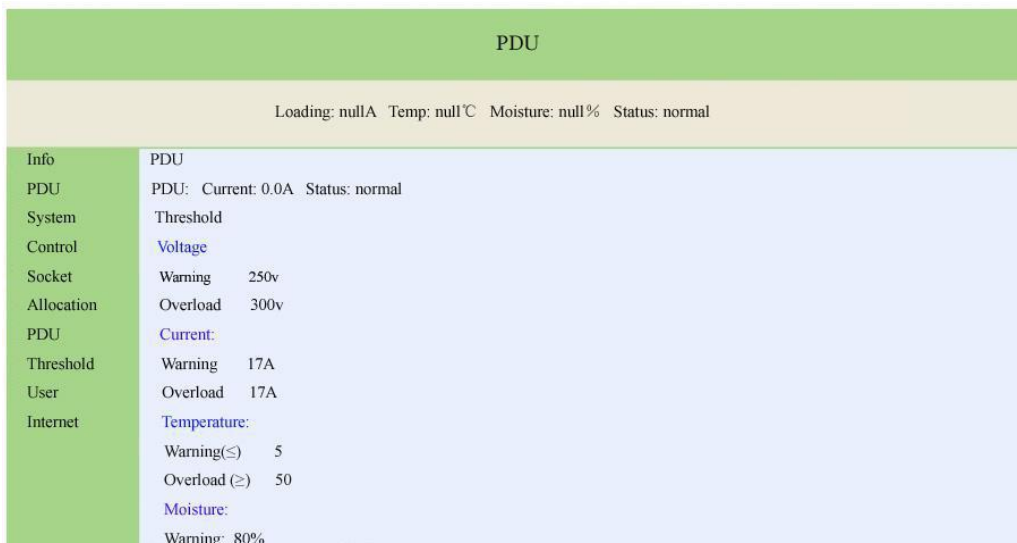 PDU
Loading: nullA Temp: null℃ Moisture: null% Status: normal
Info
PDU
System
Control
Socket
Allocation
PDU
Threshold
User
Internet
PDU
PDU: Current: 0.0A Status: normal
Threshold
Voltage
Warning 250v
Overload 300v
Current:
Warning 17A
Overload 17A
Temperature:
Warning(≤) 5
Overload (≥) 50
Moisture:
Warning: 80%